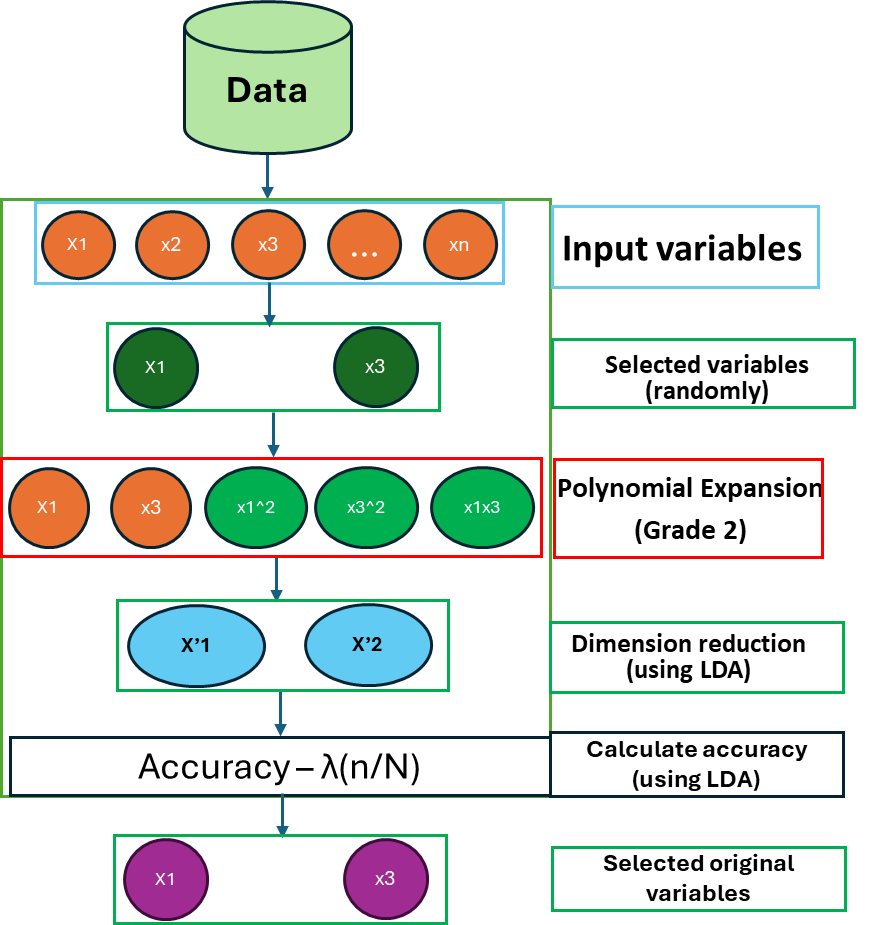 Data
X1 x2 x3 ... xn
Input variables
X1 x3
Selected variables
(randomly)
X1 x3 x1^2 x3^2 x1x3
Polynomial Expansion
(Grade 2)
X’1 X’2
Dimension reduction
(using LDA)
Accuracy – λ(n/N)
Calculate accuracy
(using LDA)
X1 x3
Selected original
variables